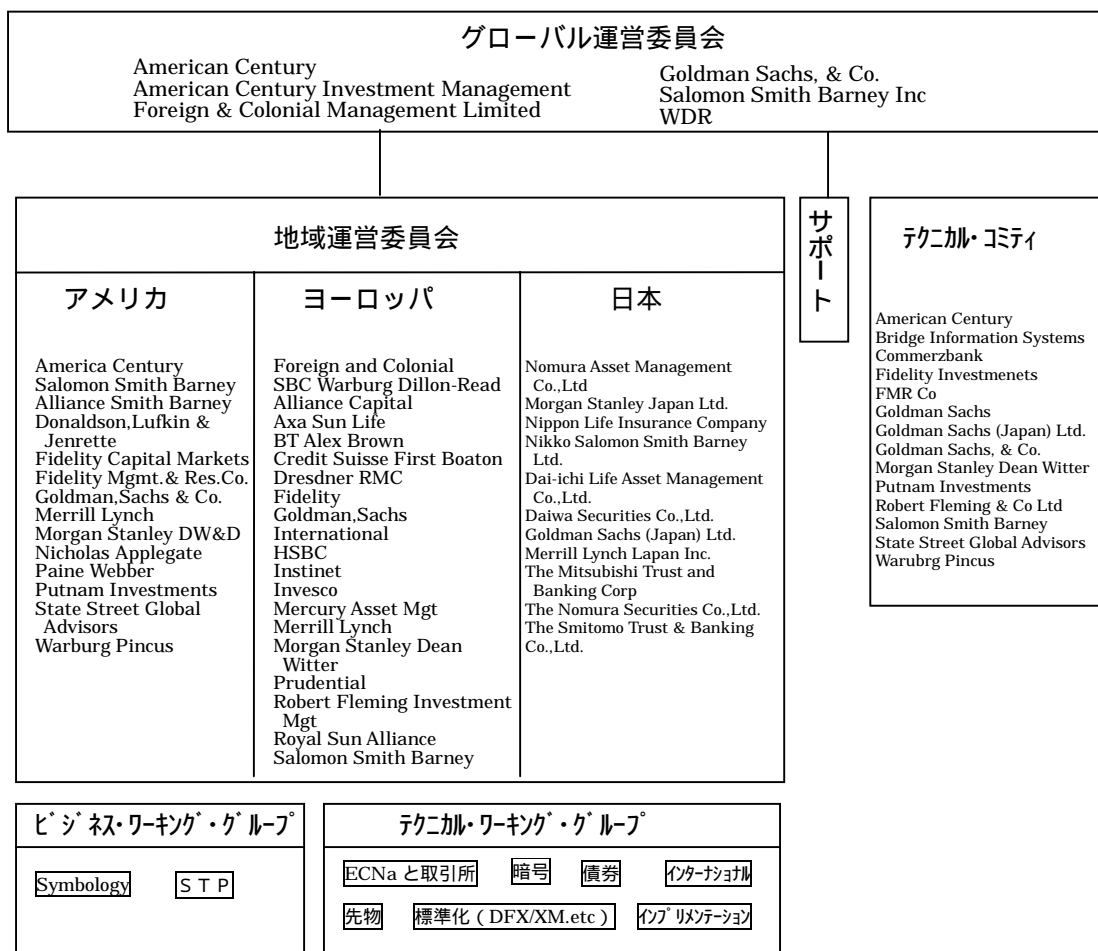 グローバル運営委員会
American Century
American Century Investment Management
Foreign & Colonial Management Limited
Goldman Sachs, & Co.
Salomon Smith Barney Inc
WDR
地域運営委員会
アメリカ
America Century
Salomon Smith Barney
Alliance Smith Barney
Donaldson,Lufkin &
Jenrette
Fidelity Capital Markets
Fidelity Mgmt.& Res.Co.
Goldman,Sachs & Co.
Merrill Lynch
Morgan Stanley DW&D
Nicholas Applegate
Paine Webber
Putnam Investments
State Street Global
Advisors
Warburg Pincus
ヨーロッパ
Foreign and Colonial
SBC Warburg Dillon-Read
Alliance Capital
Axa Sun Life
BT Alex Brown
Credit Suisse First Boaton
Dresdner RMC
Fidelity
Goldman,Sachs
International
HSBC
Instinet
Invesco
Mercury Asset Mgt
Merrill Lynch
Morgan Stanley Dean
Witter
Prudential
Robert Fleming Investment
Mgt
Royal Sun Alliance
Salomon Smith Barney
日本
Nomura Asset Management
Co.,Ltd
Morgan Stanley Japan Ltd.
Nippon Life Insurance Company
Nikko Salomon Smith Barney
Ltd.
Dai-ichi Life Asset Management
Co.,Ltd.
Daiwa Securities Co.,Ltd.
Goldman Sachs (Japan) Ltd.
Merrill Lynch Lapan Inc.
The Mitsubishi Trust and
Banking Corp
The Nomura Securities Co.,Ltd.
The Smitomo Trust & Banking
Co.,Ltd.
サポート
ﾃｸﾆｶﾙ・ｺﾐﾃｨ
American Century
Bridge Information Systems
Commerzbank
Fidelity Investmenets
FMR Co
Goldman Sachs
Goldman Sachs (Japan) Ltd.
Goldman Sachs, & Co.
Morgan Stanley Dean Witter
Putnam Investments
Robert Fleming & Co Ltd
Salomon Smith Barney
State Street Global Advisors
Warubrg Pincus
ﾋﾞｼﾞﾈｽ・ﾜｰｷﾝｸﾞ・ｸﾞﾙｰﾌﾟ
Symbology ＳＴＰ
ﾃｸﾆｶﾙ・ﾜｰｷﾝｸﾞ・ｸﾞﾙｰﾌﾟ
ECNa と取引所 暗号 債券 ｲﾝﾀｰﾅｼｮﾅﾙ
先物 標準化（DFX/XM.etc） ｲﾝﾌﾟﾘﾒﾝﾃｰｼｮﾝ